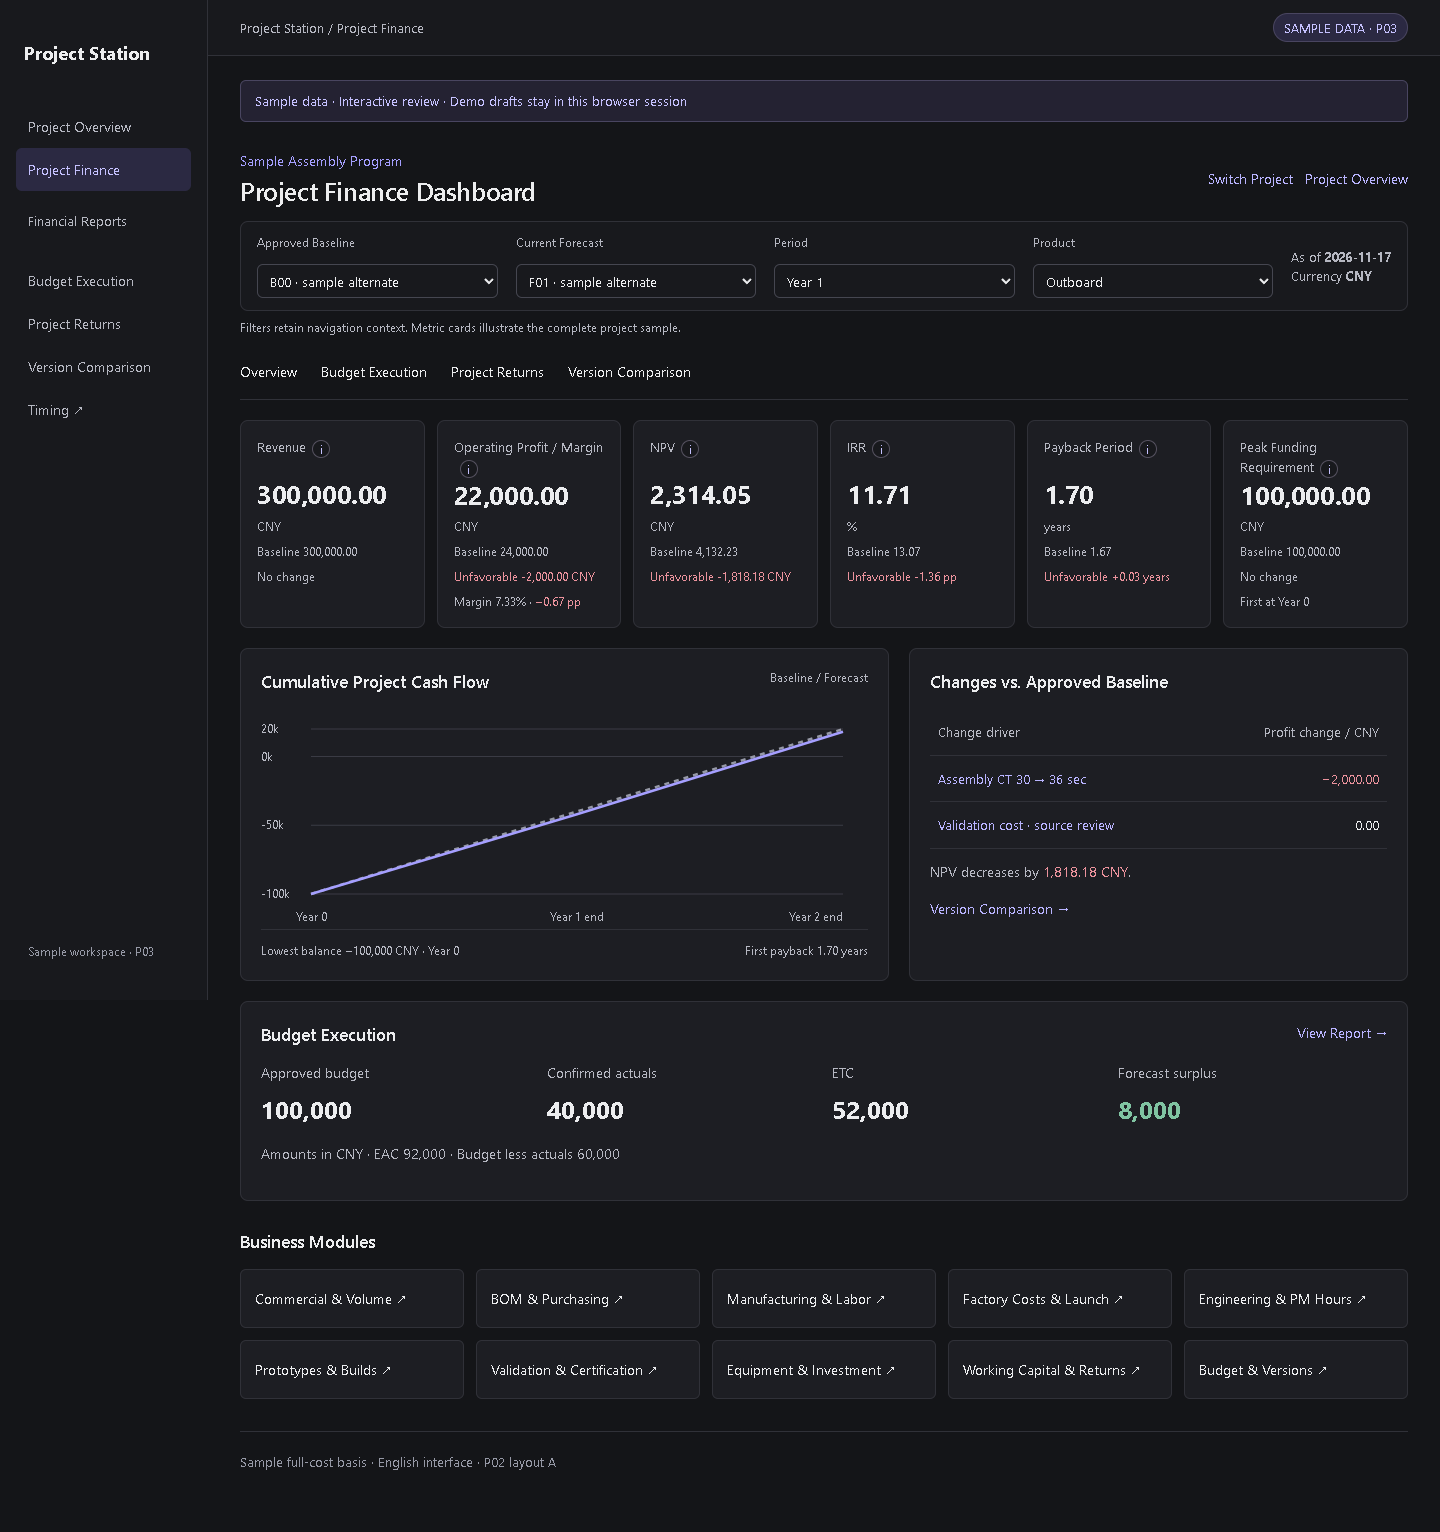 Project Station
Project Overview
Project Finance
Financial Reports
Budget Execution
Project Returns
Version Comparison
Timing ↗
Sample workspace · P03
Project Station / Project Finance
SAMPLE DATA · P03
Sample data · Interactive review · Demo drafts stay in this browser session
Sample Assembly Program
Project Finance Dashboard
Switch Project Project Overview
Approved Baseline
B00 · sample alternate
Current Forecast
F01 · sample alternate
Period
Year 1
Product
Outboard
As of 2026-11-17
Currency CNY
Filters retain navigation context. Metric cards illustrate the complete project sample.
Overview Budget Execution Project Returns Version Comparison
Revenue i
300,000.00
CNY
Baseline 300,000.00
No change
Operating Profit / Margin
i
22,000.00
CNY
Baseline 24,000.00
Unfavorable -2,000.00 CNY
Margin 7.33% · −0.67 pp
NPV i
2,314.05
CNY
Baseline 4,132.23
Unfavorable -1,818.18 CNY
IRR i
11.71
%
Baseline 13.07
Unfavorable -1.36 pp
Payback Period i
1.70
years
Baseline 1.67
Unfavorable +0.03 years
Peak Funding
Requirement i
100,000.00
CNY
Baseline 100,000.00
No change
First at Year 0
Cumulative Project Cash Flow
Baseline / Forecast
20k
0k
-50k
-100k
Year 0 Year 1 end Year 2 end
Lowest balance −100,000 CNY · Year 0
First payback 1.70 years
Changes vs. Approved Baseline
Change driver Profit change / CNY
Assembly CT 30 → 36 sec −2,000.00
Validation cost · source review 0.00
NPV decreases by 1,818.18 CNY.
Version Comparison →
Budget Execution
View Report →
Approved budget
100,000
Confirmed actuals
40,000
ETC
52,000
Forecast surplus
8,000
Amounts in CNY · EAC 92,000 · Budget less actuals 60,000
Business Modules
Commercial & Volume ↗
BOM & Purchasing ↗
Manufacturing & Labor ↗
Factory Costs & Launch ↗
Engineering & PM Hours ↗
Prototypes & Builds ↗
Validation & Certification ↗
Equipment & Investment ↗
Working Capital & Returns ↗
Budget & Versions ↗
Sample full-cost basis · English interface · P02 layout A